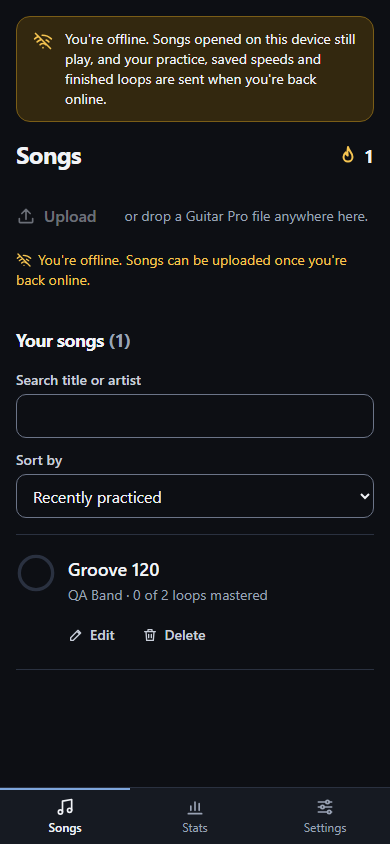 You're offline. Songs opened on this device still
play, and your practice, saved speeds and
finished loops are sent when you're back
online.
Songs
1
Upload
or drop a Guitar Pro file anywhere here.
You're offline. Songs can be uploaded once you're
back online.
Your songs (1)
Search title or artist
Sort by
Recently practiced
Groove 120
QA Band · 0 of 2 loops mastered
Edit
Delete
Songs
Stats
Settings